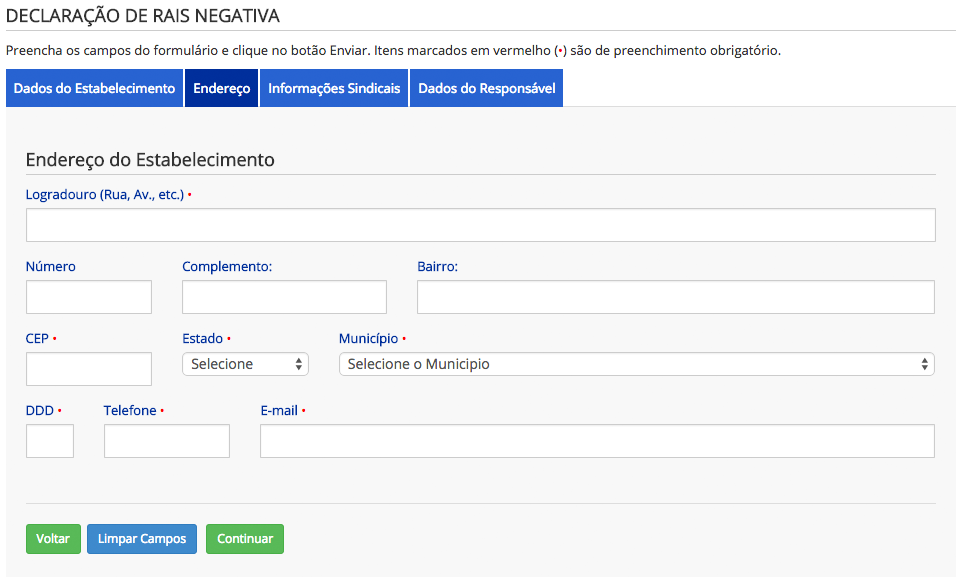 DECLARAÇÃO DE RAIS NEGATIVA
Preencha os campos do formulário e clique no botão Enviar. Itens marcados em vermelho (•) são de preenchimento obrigatório.
Dados do Estabelecimento Endereço Informações Sindicais Dados do Responsável
Endereço do Estabelecimento
Logradouro (Rua, Av., etc.) •
Número Complemento: Bairro:
CEP • Estado • Município •
Selecione Selecione o Municipio
DDD • Telefone • E-mail •
Voltar Limpar Campos Continuar